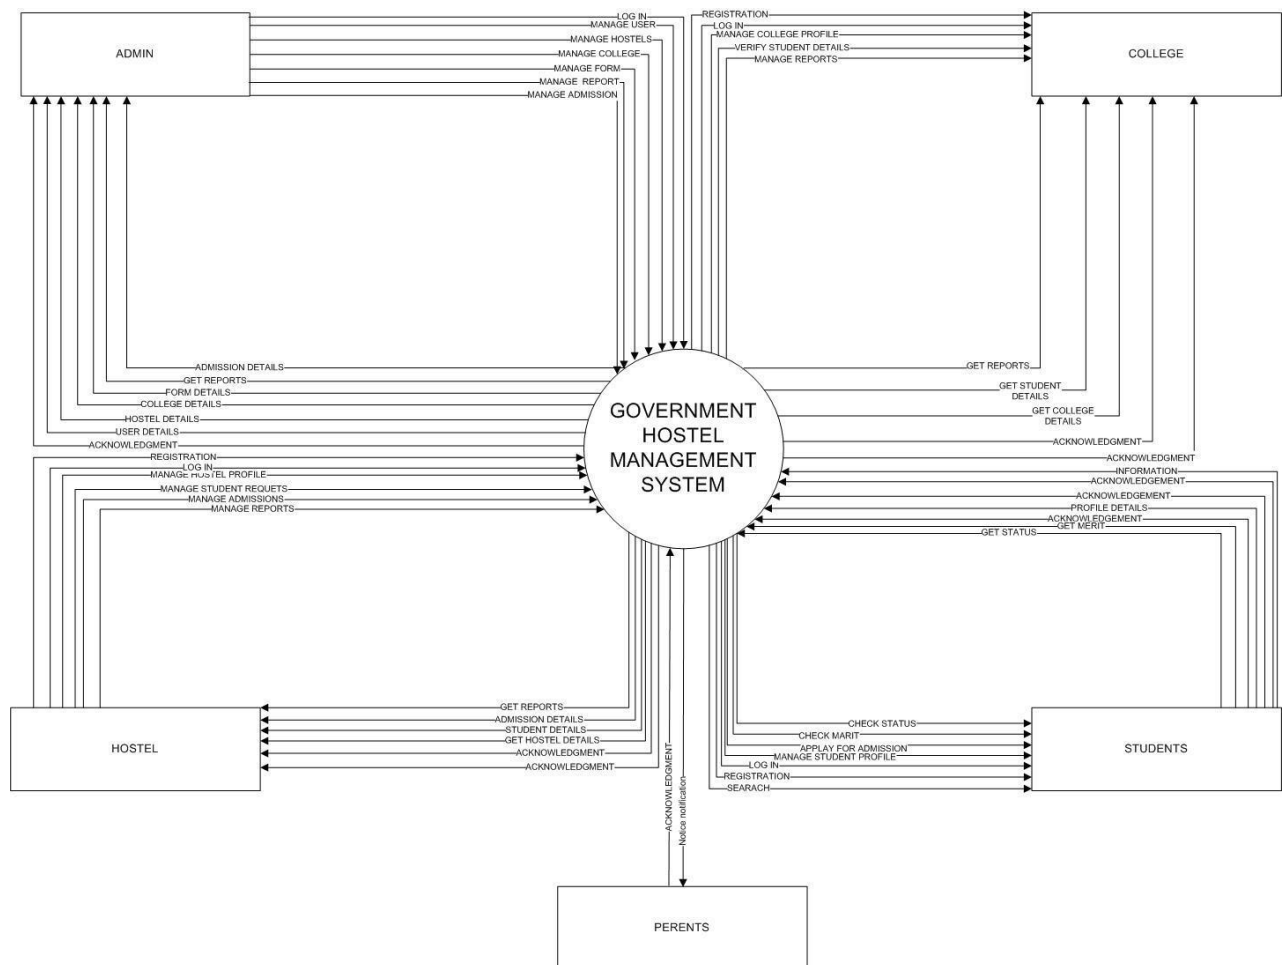 ADMIN
LOG IN
MANAGE USER
MANAGE HOSTELS
MANAGE COLLEGE
MANAGE FORM
MANAGE REPORT
MANAGE ADMISSION
REGISTRATION
LOG IN
MANAGE COLLEGE PROFILE
VERIFY STUDENT DETAILS
MANAGE REPORTS
COLLEGE
ADMISSION DETAILS
GET REPORTS
FORM DETAILS
COLLEGE DETAILS
HOSTEL DETAILS
USER DETAILS
ACKNOWLEDGMENT
REGISTRATION
LOG IN
MANAGE HOSTEL PROFILE
MANAGE STUDENT REQUETS
MANAGE ADMISSIONS
MANAGE REPORTS
GOVERNMENT
HOSTEL
MANAGEMENT
SYSTEM
GET REPORTS
GET STUDENT
DETAILS
GET COLLEGE
DETAILS
ACKNOWLEDGMENT
ACKNOWLEDGMENT
INFORMATION
ACKNOWLEDGEMENT
ACKNOWLEDGEMENT
PROFILE DETAILS
ACKNOWLEDGEMENT
GET MERIT
GET STATUS
HOSTEL
GET REPORTS
ADMISSION DETAILS
STUDENT DETAILS
GET HOSTEL DETAILS
ACKNOWLEDGMENT
ACKNOWLEDGMENT
ACKNOWLEDGMENT
Notice notification
CHECK STATUS
CHECK MARIT
APPLAY FOR ADMISSION
MANAGE STUDENT PROFILE
LOG IN
REGISTRATION
SEARACH
STUDENTS
PERENTS